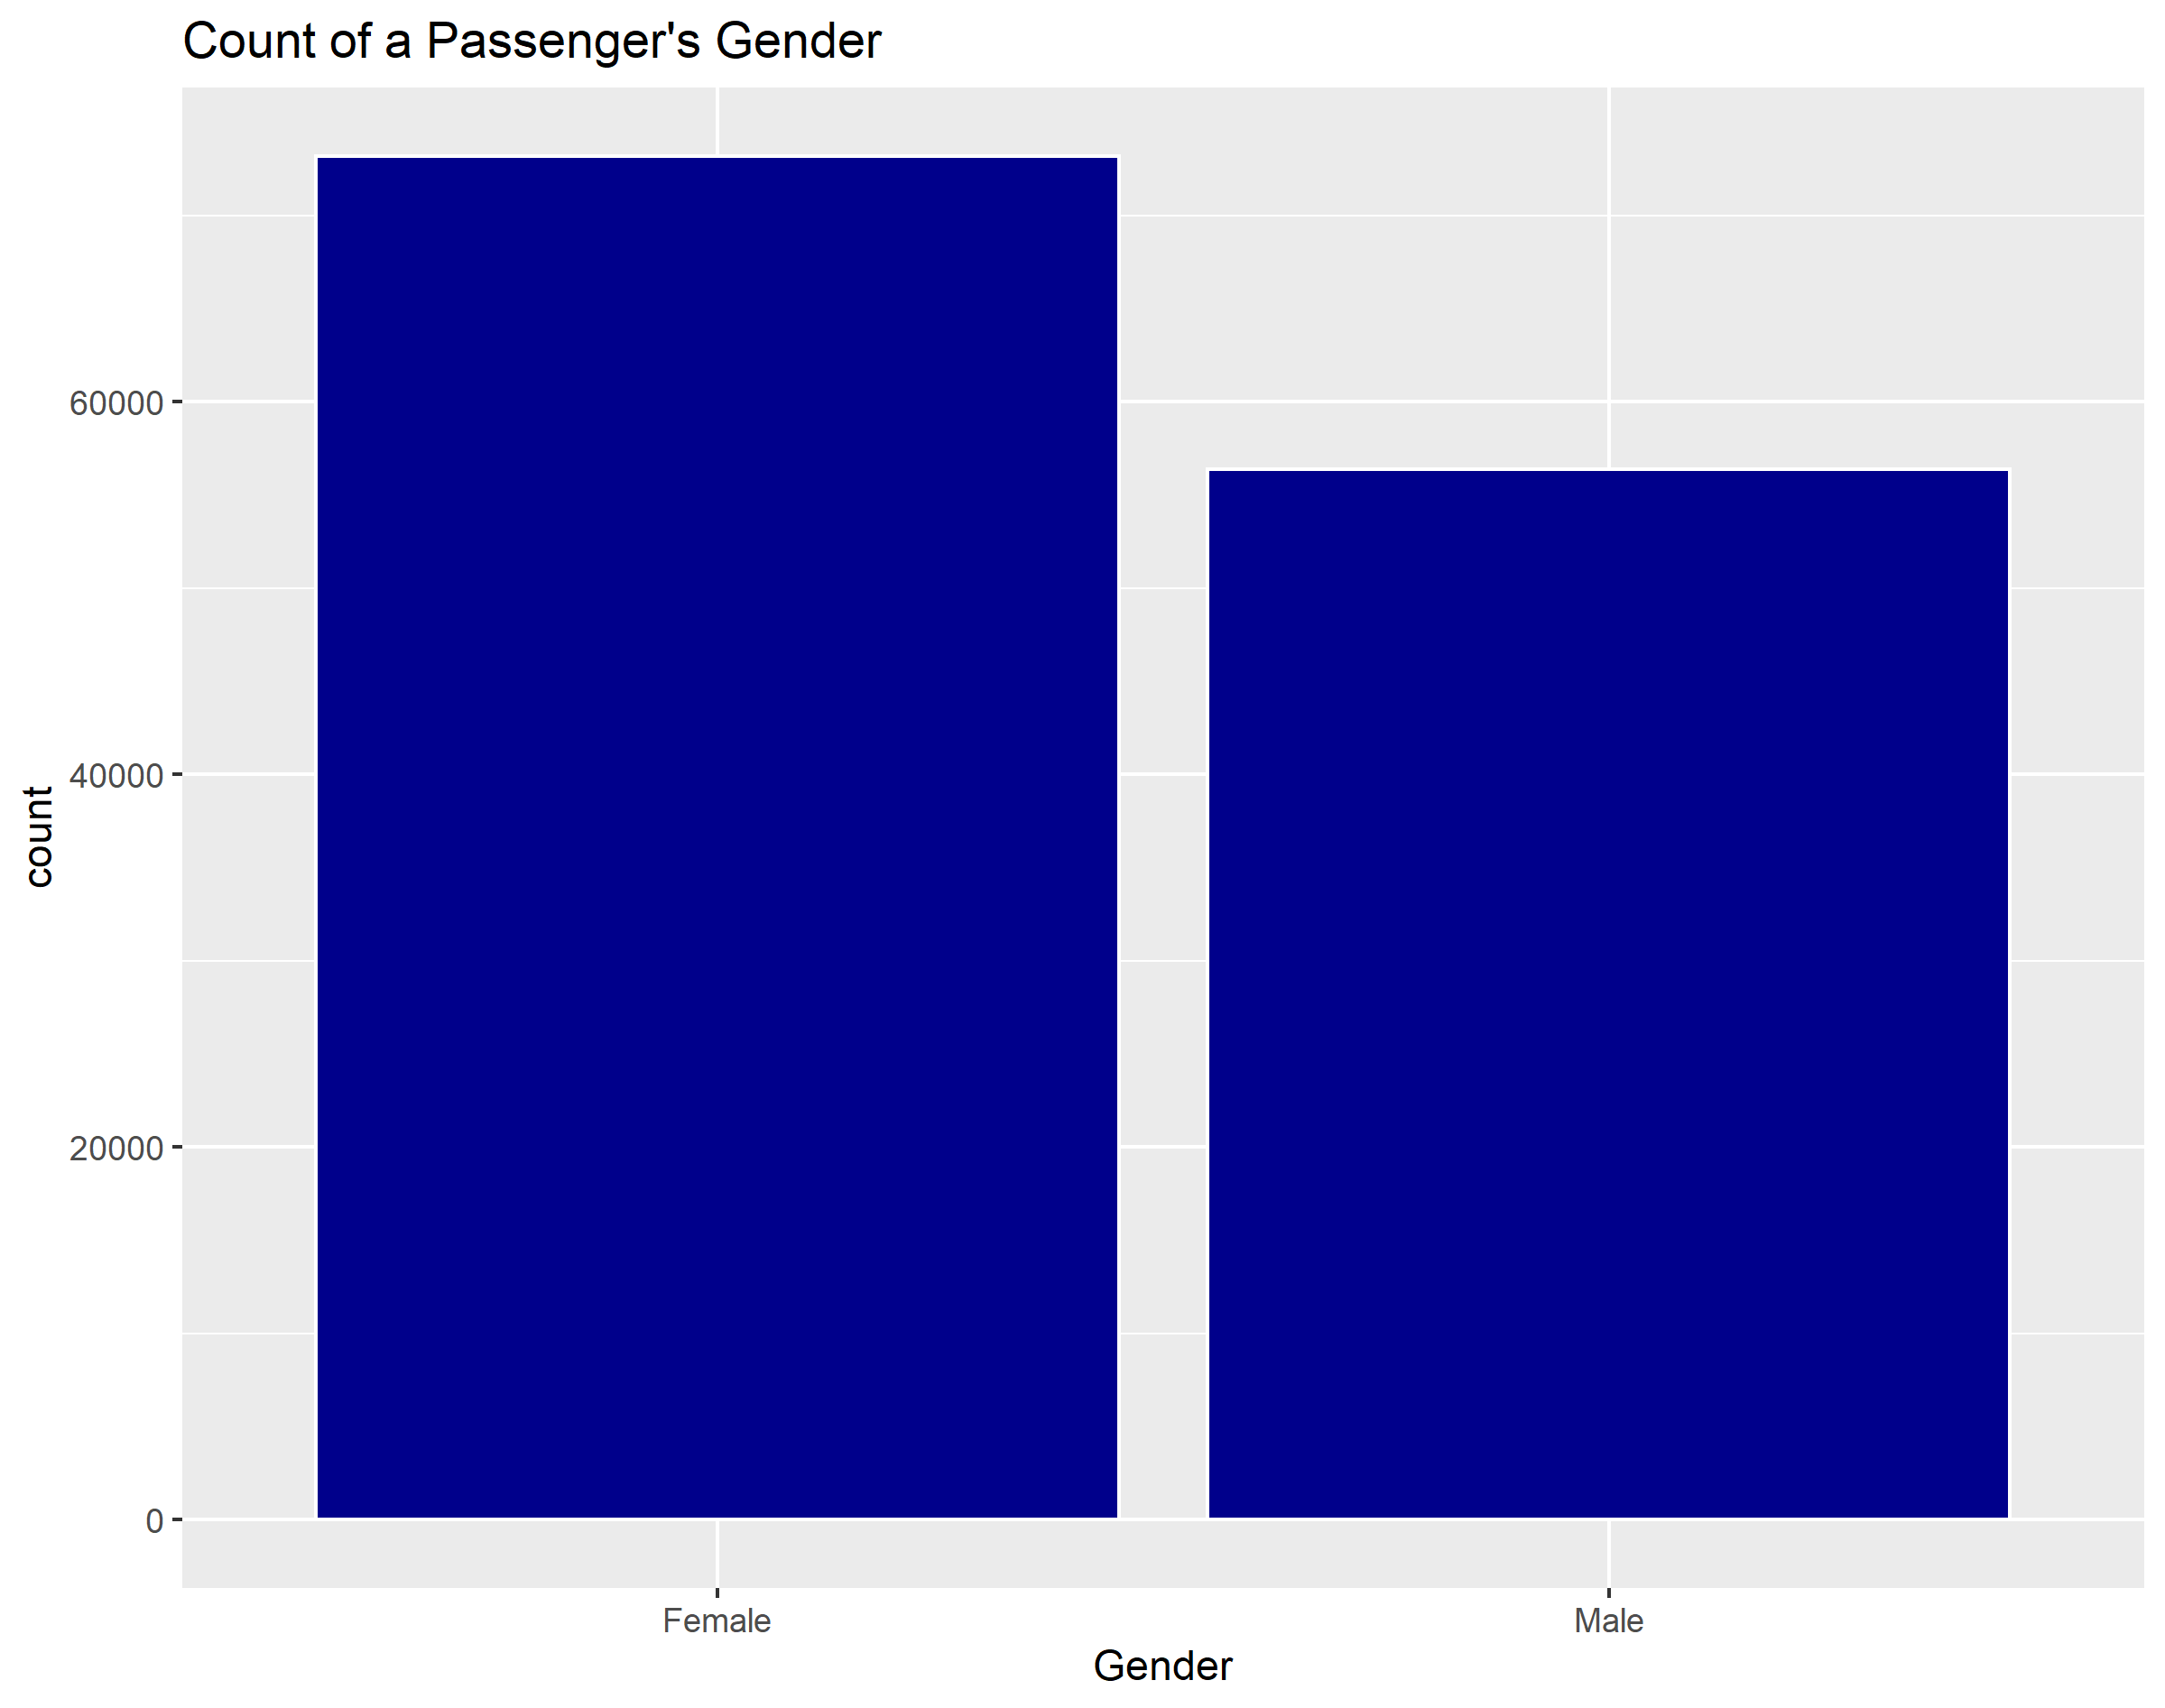 Count of a Passenger's Gender
count
60000
40000
20000
0
Female
Male
Gender